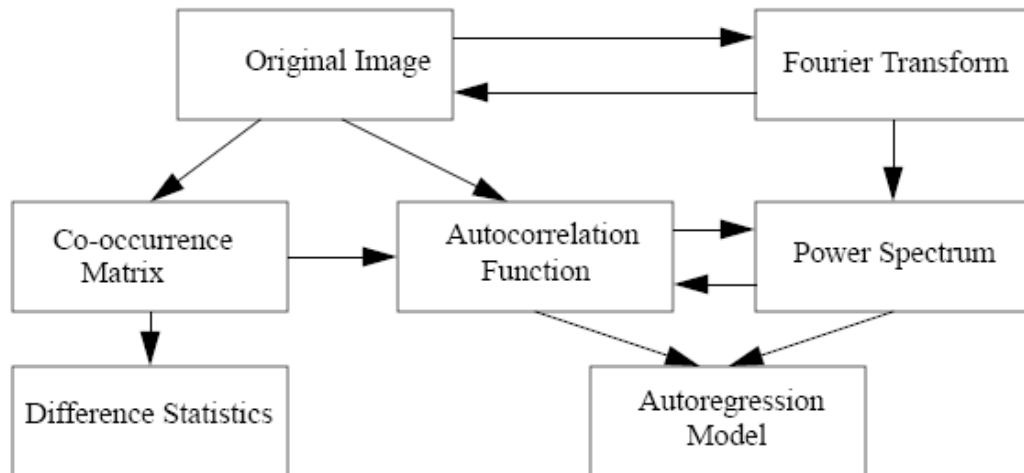 Original Image
Fourier Transform
Co-occurrence
Matrix
Autocorrelation
Function
Power Spectrum
Difference Statistics
Autoregression
Model